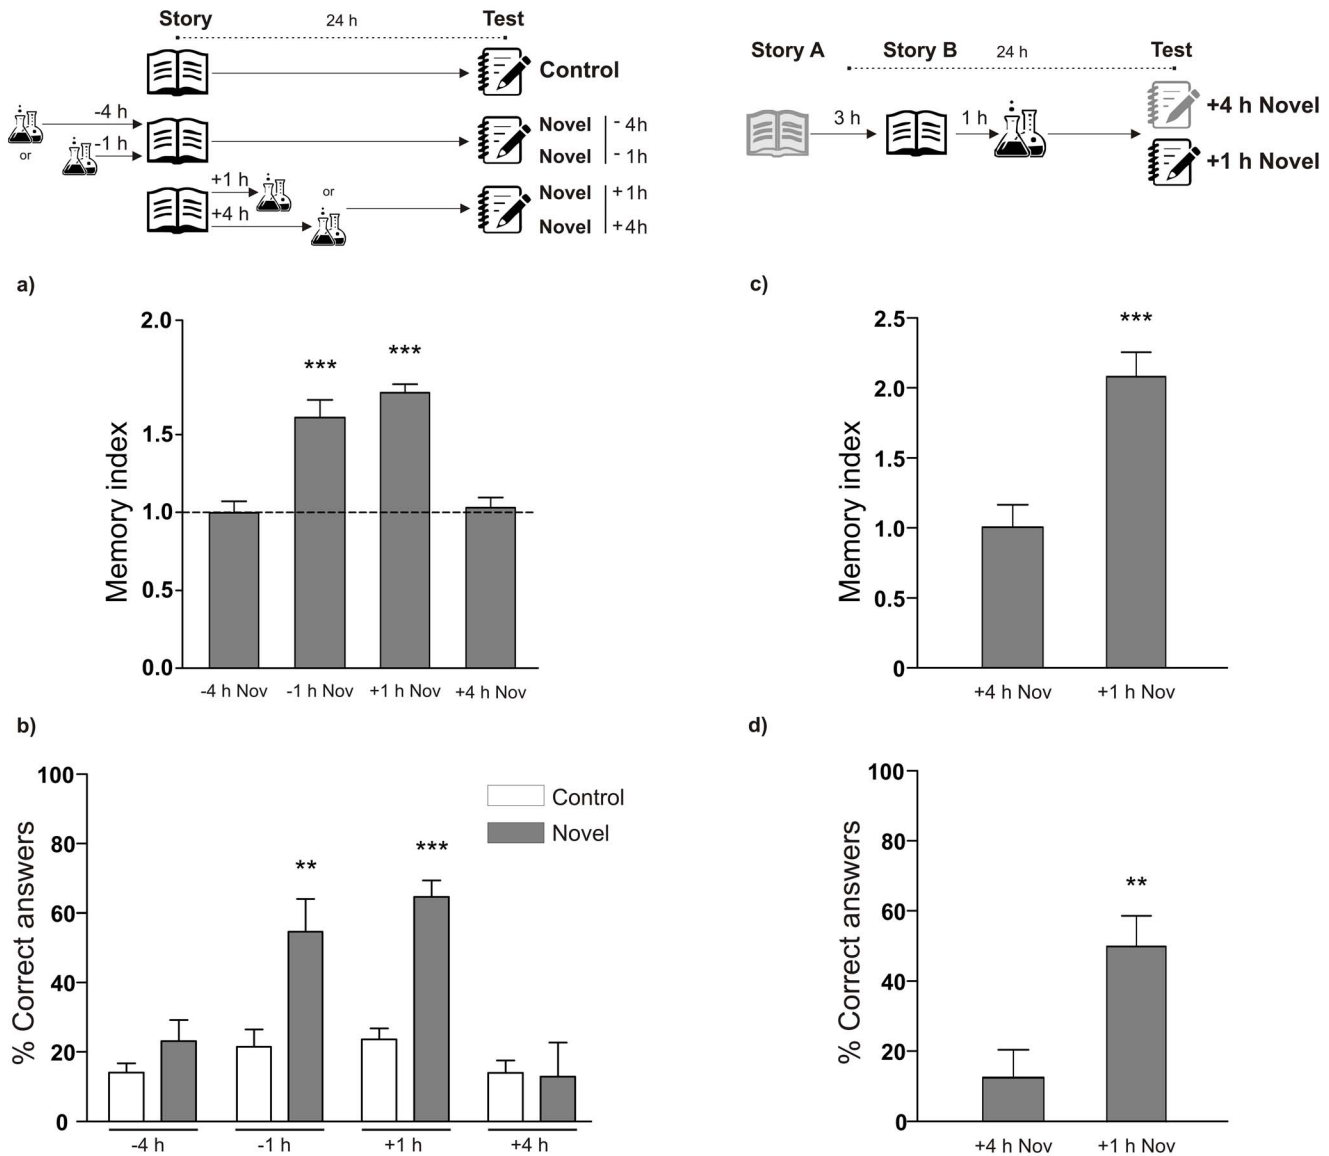 Story 24 h Test
Control
-4 h
or
-1 h
Novel - 4h
Novel - 1h
+1 h
or
+4 h
Novel + 1h
Novel + 4h
Story A Story B 24 h Test
3 h 1 h
+4 h Novel
+1 h Novel
a)
Memory index
2.0
1.5
1.0
0.5
0.0
***
***
-4 h Nov -1 h Nov +1 h Nov +4 h Nov
c)
Memory index
2.5
2.0
1.5
1.0
0.5
0
***
+4 h Nov +1 h Nov
b)
% Correct answers
100
80
60
40
20
0
**
***
Control
Novel
-4 h -1 h +1 h +4 h
d)
% Correct answers
100
80
60
40
20
0
**
+4 h Nov +1 h Nov